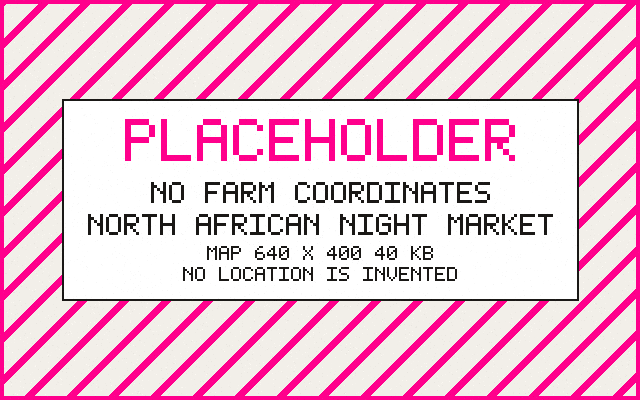 PLACEHOLDER
NO FARM COORDINATES
NORTH AFRICAN NIGHT MARKET
MAP 640 X 400 40 KB
NO LOCATION IS INVENTED